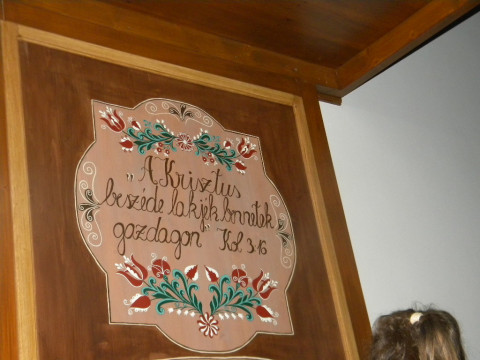 „A Krisztus
beszéde lakjék bennetek
gazdagon” Kol 3.16